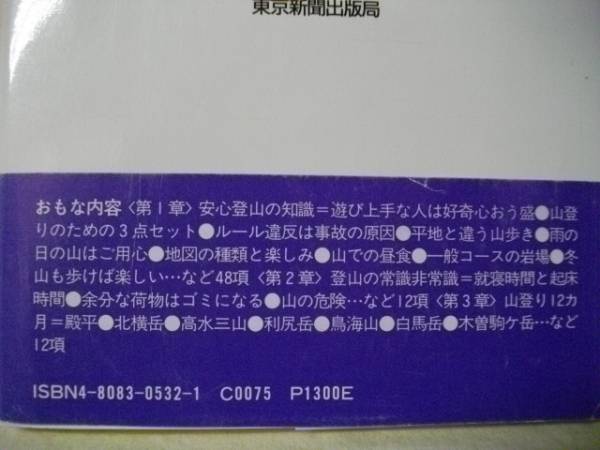 東京新聞出版局
おもな内容〈第1章〉安心登山の知識＝遊び上手な人は好奇心おう盛●山登
りのための3点セット●ルール違反は事故の原因●平地と違う山歩き●雨の
日の山はご用心●地図の種類と楽しみ●山での昼食●一般コースの岩場●冬
山も歩けば楽しい…など48項〈第2章〉登山の常識非常識＝就寝時間と起床
時間●余分な荷物はゴミになる●山の危険…など12項〈第3章〉山登り12カ
月＝殿平●北横岳●高水三山●利尻岳●鳥海山●白馬岳●木曽駒ケ岳…など
12項
ISBN4-8083-0532-1 C0075 P1300E